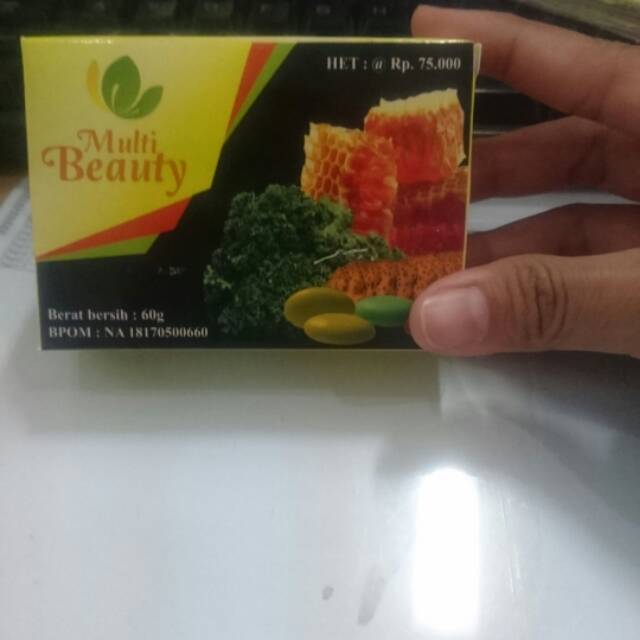 HET : @ Rp. 75.000
Multi
Beauty
Berat bersih : 60g
BPOM : NA 18170500660